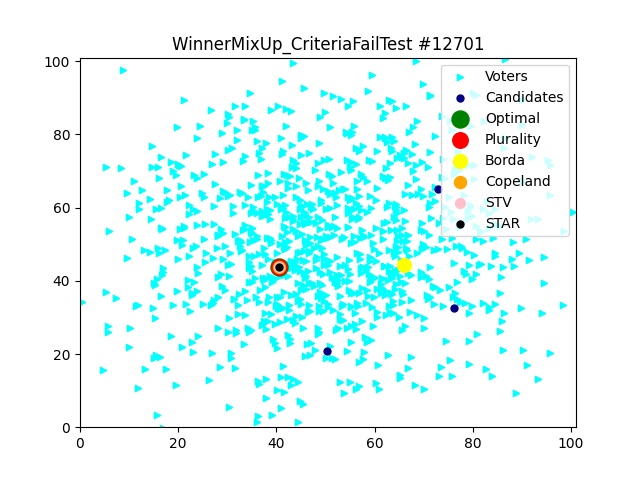 WinnerMixUp_CriteriaFailTest #12701
100
80
60
40
20
0
0
20
40
60
80
100
Voters
Candidates
Optimal
Plurality
Borda
Copeland
STV
STAR